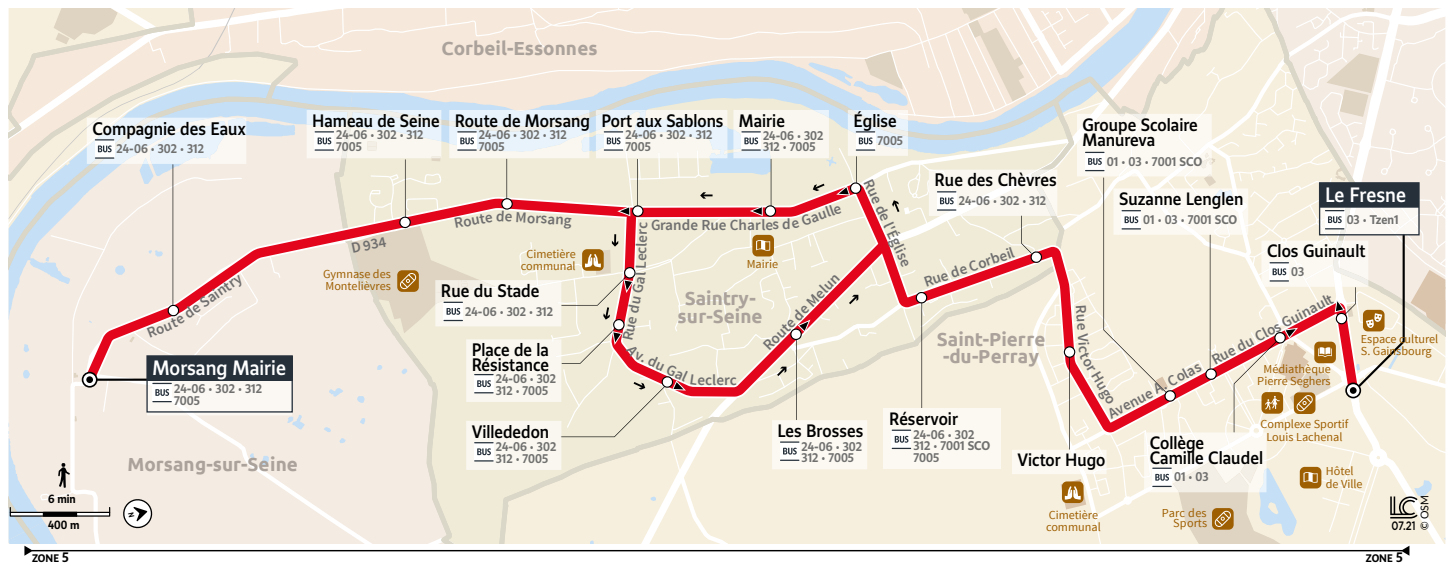 Corbeil-Essonnes
Compagnie des Eaux
BUS 24-06 • 302 • 312
Hameau de Seine
BUS 24-06 • 302 • 312
7005
Route de Morsang
BUS 24-06 • 302 • 312
7005
Port aux Sablons
BUS 24-06 • 302 • 312
7005
Mairie
BUS 24-06 • 302
312 • 7005
Église
BUS 7005
Groupe Scolaire
Manureva
BUS 01 • 03 • 7001 SCO
Rue des Chèvres
BUS 24-06 • 302 • 312
Suzanne Lenglen
BUS 01 • 03 • 7001 SCO
Le Fresne
BUS 03 • Tzen1
Clos Guinault
BUS 03
Route de Saintry
D 934
Route de Morsang
Grande Rue Charles de Gaulle
Rue de l'Église
Rue du Gal Leclerc
Av. du Gal Leclerc
Route de Melun
Rue de Corbeil
Rue Victor Hugo
Avenue A. Colas
Rue du Clos Guinault
Gymnase des
Montelièvres
Cimetière
communal
Mairie
Rue du Stade
BUS 24-06 • 302 • 312
Saintry-
sur-Seine
Saint-Pierre
-du-Perray
Espace culturel
S. Gainsbourg
Médiathèque
Pierre Seghers
Complexe Sportif
Louis Lachenal
Place de la
Résistance
BUS 24-06 • 302
312 • 7005
Morsang Mairie
BUS 24-06 • 302 • 312
7005
Villededon
BUS 24-06 • 302
312 • 7005
Les Brosses
BUS 24-06 • 302
312 • 7005
Réservoir
BUS 24-06 • 302
312 • 7001 SCO
7005
Victor Hugo
Collège
Camille Claudel
BUS 01 • 03
Cimetière
communal
Parc des
Sports
Hôtel
de Ville
Morsang-sur-Seine
6 min
400 m
N
LC
07.21
© OSM
ZONE 5
ZONE 5